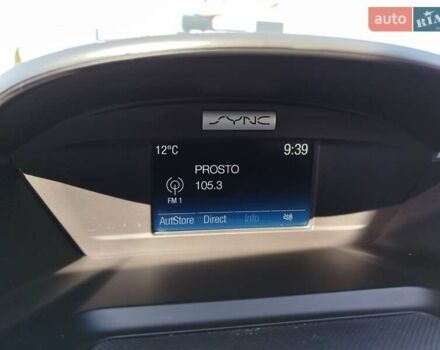 auto RIA
SYNC
12°C 9:39
PROSTO
105.3
FM 1
AutStore Direct Info